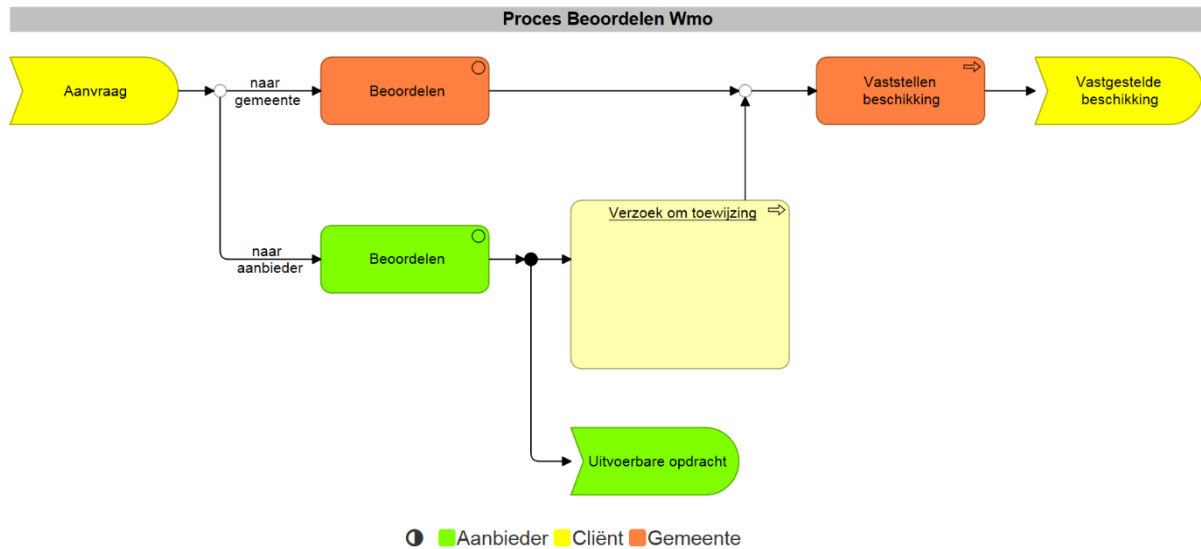 Proces Beoordelen Wmo
Aanvraag
naar
gemeente
Beoordelen
Vaststellen
beschikking
Vastgestelde
beschikking
naar
aanbieder
Beoordelen
Verzoek om toewijzing
Uitvoerbare opdracht
Aanbieder Cliënt Gemeente